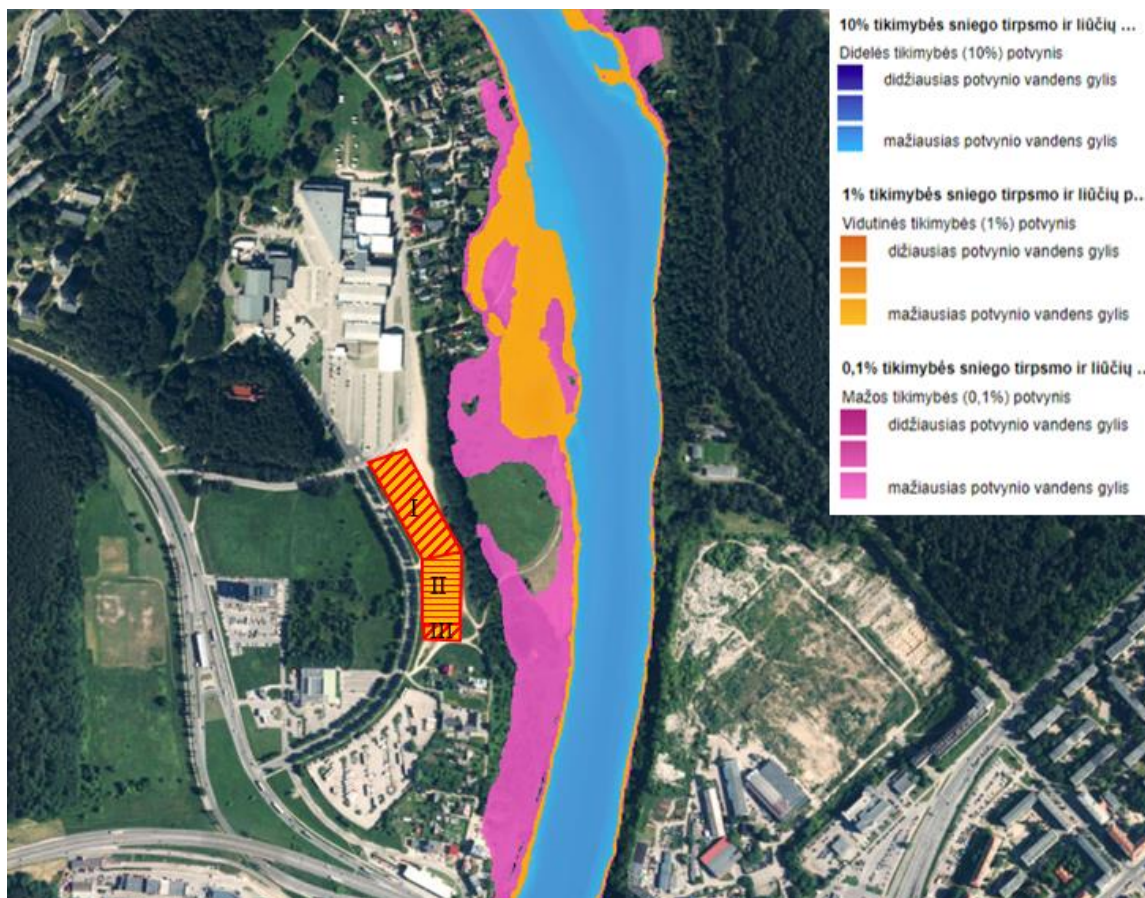 10% tikimybės sniego tirpsmo ir liūčių ...
Didelės tikimybės (10%) potvynis
didžiausias potvynio vandens gylis
mažiausias potvynio vandens gylis
1% tikimybės sniego tirpsmo ir liūčių p...
Vidutinės tikimybės (1%) potvynis
didžiausias potvynio vandens gylis
mažiausias potvynio vandens gylis
0,1% tikimybės sniego tirpsmo ir liūčių ...
Mažos tikimybės (0,1%) potvynis
didžiausias potvynio vandens gylis
mažiausias potvynio vandens gylis
I
II
III